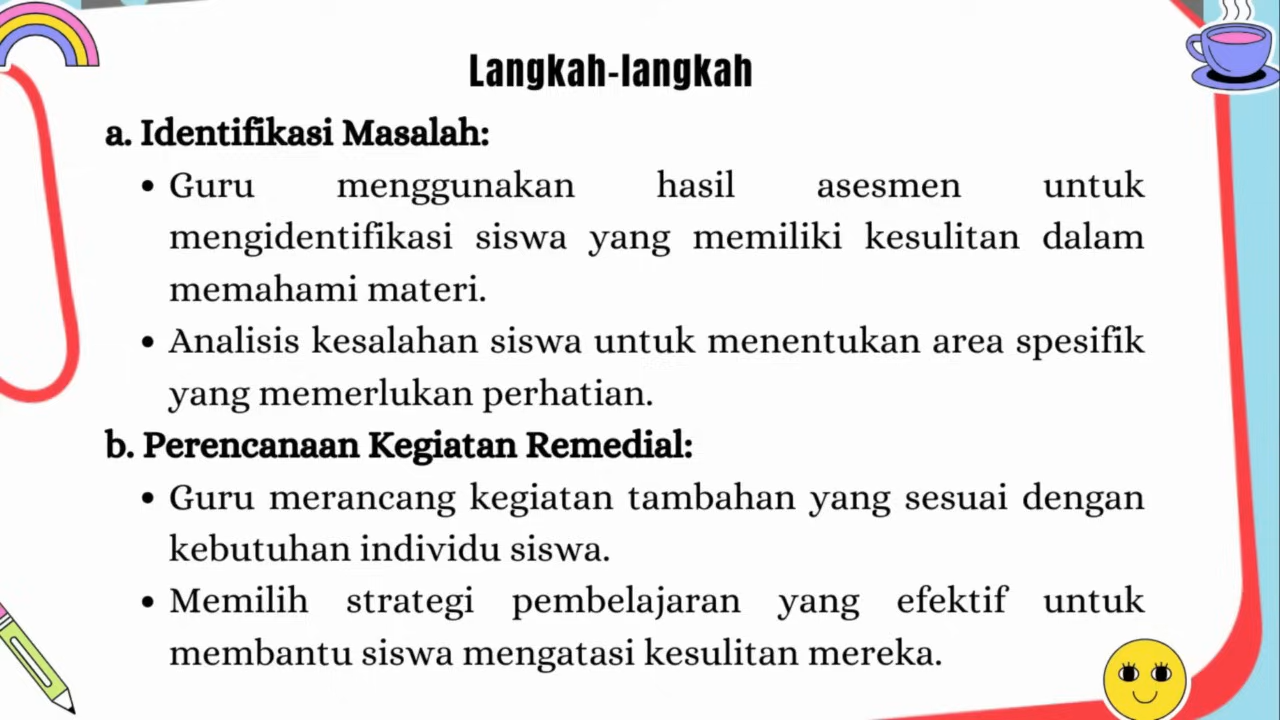 Langkah-langkah
a. Identifikasi Masalah:
• Guru menggunakan hasil asesmen untuk
mengidentifikasi siswa yang memiliki kesulitan dalam
memahami materi.
• Analisis kesalahan siswa untuk menentukan area spesifik
yang memerlukan perhatian.
b. Perencanaan Kegiatan Remedial:
• Guru merancang kegiatan tambahan yang sesuai dengan
kebutuhan individu siswa.
• Memilih strategi pembelajaran yang efektif untuk
membantu siswa mengatasi kesulitan mereka.